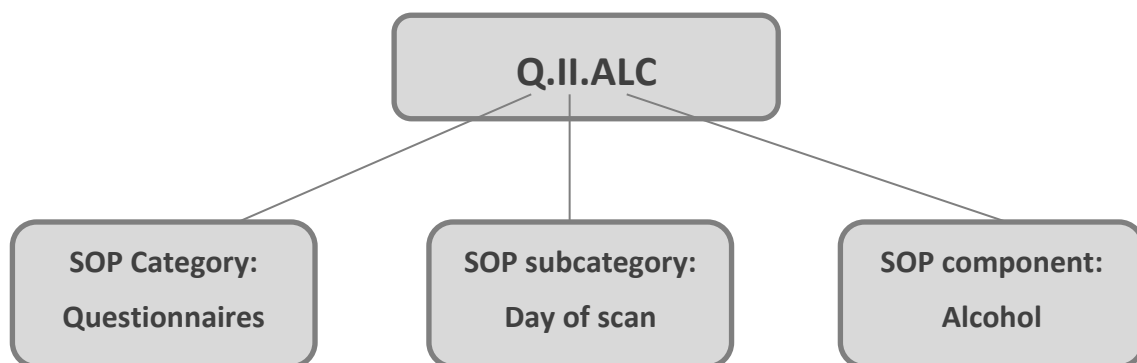 Q.II.ALC
SOP Category:
Questionnaires
SOP subcategory:
Day of scan
SOP component:
Alcohol